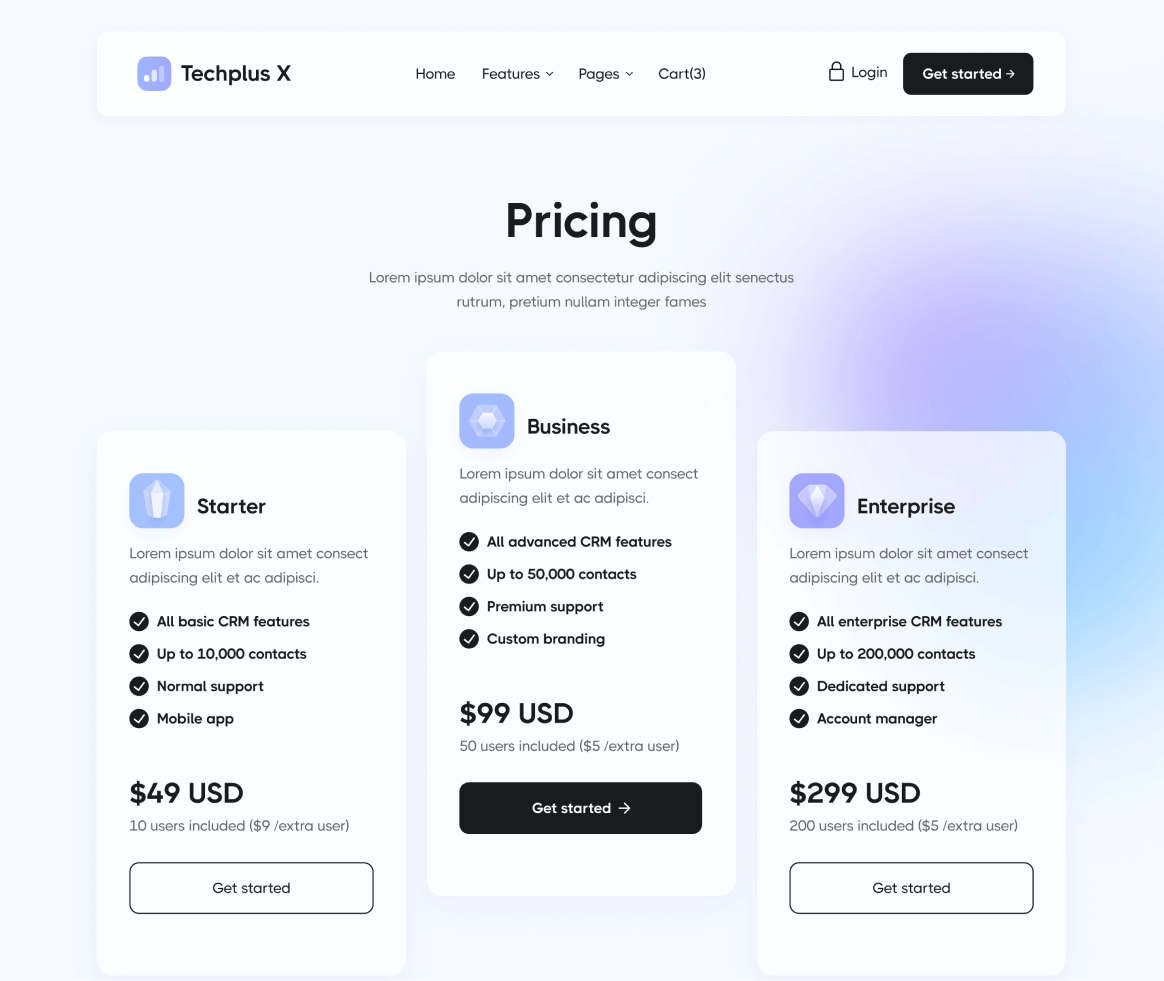 Techplus X
Home
Features
Pages
Cart(3)
Login
Get started →
Pricing
Lorem ipsum dolor sit amet consectetur adipiscing elit senectus
rutrum, pretium nullam integer fames
Starter
Lorem ipsum dolor sit amet consect
adipiscing elit et ac adipisci.
All basic CRM features
Up to 10,000 contacts
Normal support
Mobile app
$49 USD
10 users included ($9 /extra user)
Get started
Business
Lorem ipsum dolor sit amet consect
adipiscing elit et ac adipisci.
All advanced CRM features
Up to 50,000 contacts
Premium support
Custom branding
$99 USD
50 users included ($5 /extra user)
Get started →
Enterprise
Lorem ipsum dolor sit amet consect
adipiscing elit et ac adipisci.
All enterprise CRM features
Up to 200,000 contacts
Dedicated support
Account manager
$299 USD
200 users included ($5 /extra user)
Get started